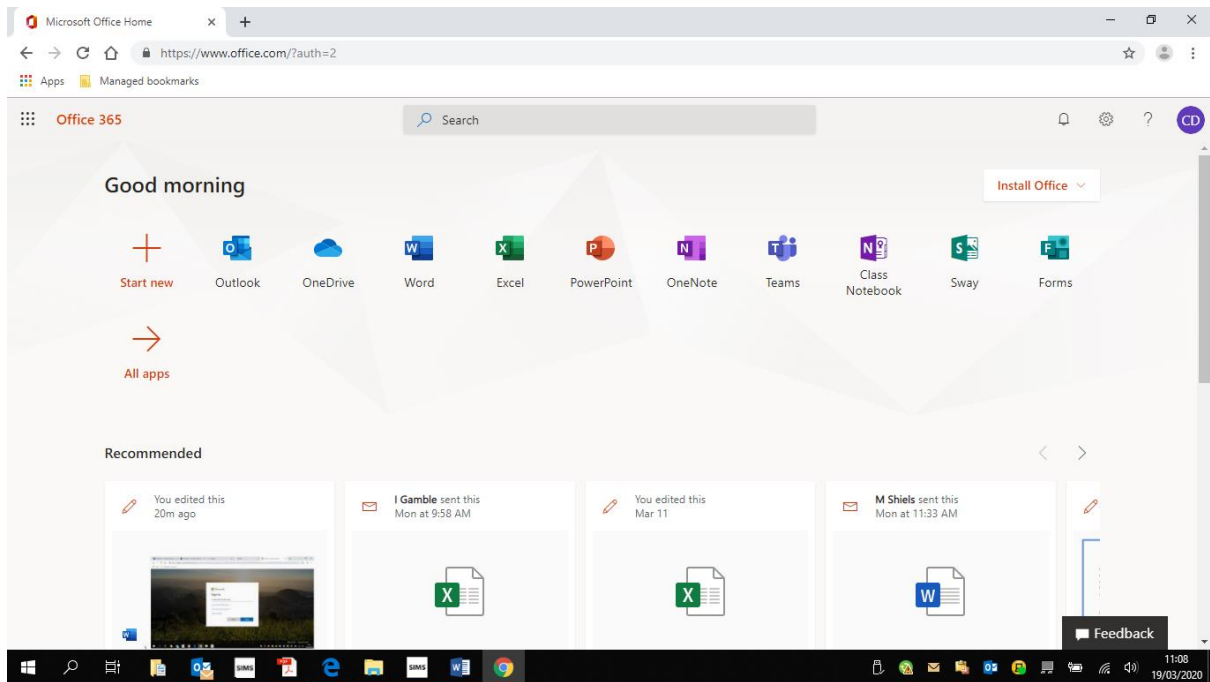 Microsoft Office Home
https://www.office.com/?auth=2
Apps Managed bookmarks
Office 365 Search CD
Good morning Install Office
Start new Outlook OneDrive Word Excel PowerPoint OneNote Teams Class Notebook Sway Forms
All apps
Recommended
You edited this
20m ago
I Gamble sent this
Mon at 9:58 AM
You edited this
Mar 11
M Shiels sent this
Mon at 11:33 AM
Feedback
SIMS SIMS
11:08
19/03/2020